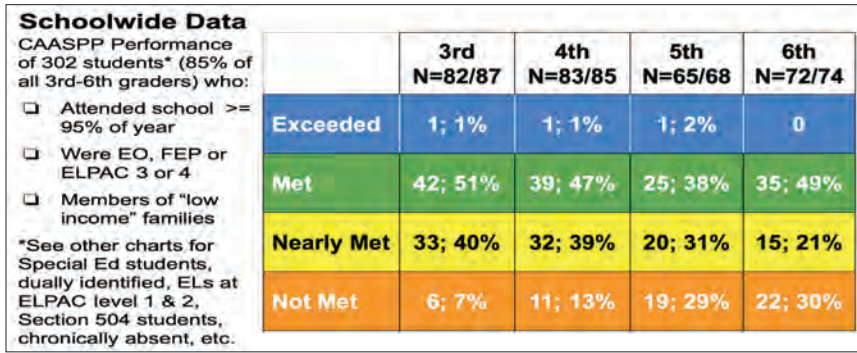 Schoolwide Data
CAASPP Performance
of 302 students* (85% of
all 3rd-6th graders) who:
❑ Attended school >=
95% of year
❑ Were EO, FEP or
ELPAC 3 or 4
❑ Members of "low
income" families
*See other charts for
Special Ed students,
dually identified, ELs at
ELPAC level 1 & 2,
Section 504 students,
chronically absent, etc.
3rd 4th 5th 6th
N=82/87 N=83/85 N=65/68 N=72/74
Exceeded 1; 1% 1; 1% 1; 2% 0
Met 42; 51% 39; 47% 25; 38% 35; 49%
Nearly Met 33; 40% 32; 39% 20; 31% 15; 21%
Not Met 6; 7% 11; 13% 19; 29% 22; 30%